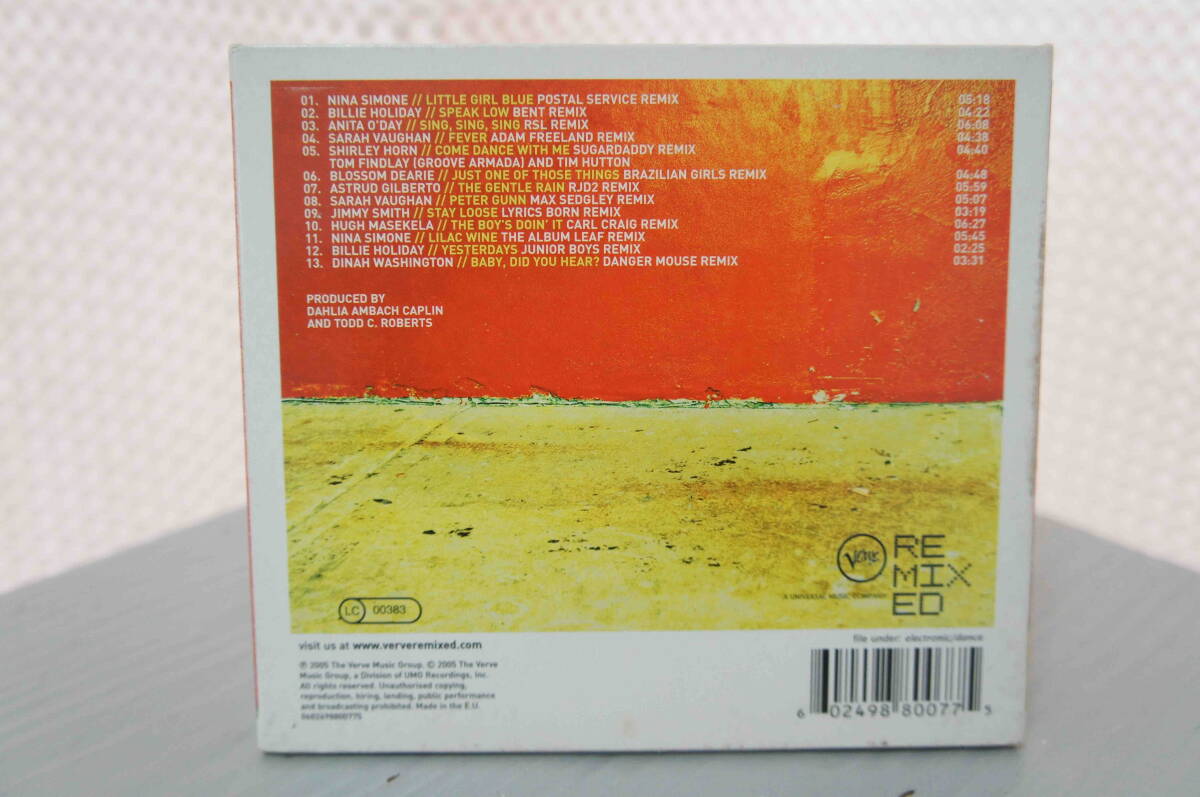 01. NINA SIMONE // LITTLE GIRL BLUE POSTAL SERVICE REMIX 05:18
02. BILLIE HOLIDAY // SPEAK LOW BENT REMIX 04:22
03. ANITA O'DAY // SING, SING, SING RSL REMIX 06:08
04. SARAH VAUGHAN // FEVER ADAM FREELAND REMIX 04:38
05. SHIRLEY HORN // COME DANCE WITH ME SUGARDADDY REMIX 04:40
TOM FINDLAY (GROOVE ARMADA) AND TIM HUTTON
06. BLOSSOM DEARIE // JUST ONE OF THOSE THINGS BRAZILIAN GIRLS REMIX 04:48
07. ASTRUD GILBERTO // THE GENTLE RAIN RJD2 REMIX 05:59
08. SARAH VAUGHAN // PETER GUNN MAX SEDGLEY REMIX 05:07
09. JIMMY SMITH // STAY LOOSE LYRICS BORN REMIX 03:19
10. HUGH MASEKELA // THE BOY'S DOIN' IT CARL CRAIG REMIX 06:27
11. NINA SIMONE // LILAC WINE THE ALBUM LEAF REMIX 05:45
12. BILLIE HOLIDAY // YESTERDAYS JUNIOR BOYS REMIX 02:25
13. DINAH WASHINGTON // BABY, DID YOU HEAR? DANGER MOUSE REMIX 03:31
PRODUCED BY
DAHLIA AMBACH CAPLIN
AND TODD C. ROBERTS
Verve
RE
MIX
ED
A UNIVERSAL MUSIC COMPANY
LC 00383
visit us at www.ververemixed.com
file under: electronic/dance
℗ 2005 The Verve Music Group. © 2005 The Verve
Music Group, a Division of UMG Recordings, Inc.
All rights reserved. Unauthorised copying,
reproduction, hiring, lending, public performance
and broadcasting prohibited. Made in the E.U.
0602498800775
6 02498 80077 5